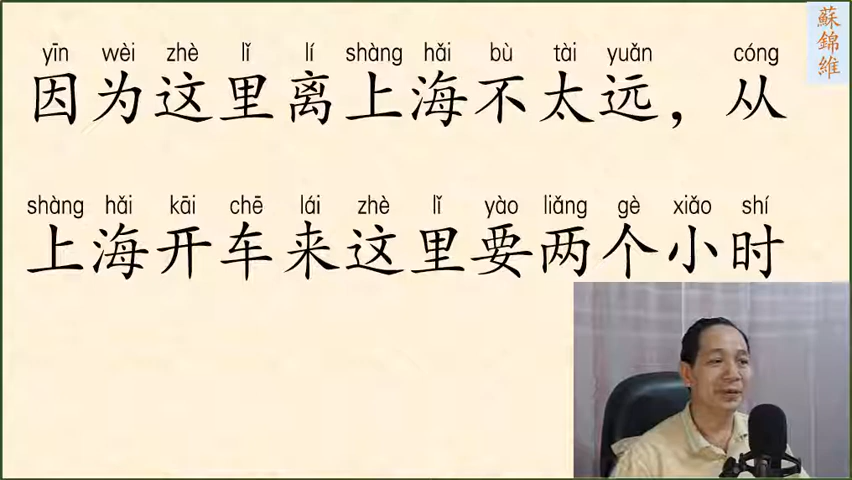 yīn wèi zhè lǐ lí shàng hǎi bù tài yuǎn cóng
因为这里离上海不太远，从
shàng hǎi kāi chē lái zhè lǐ yào liǎng gè xiǎo shí
上海开车来这里要两个小时
蘇錦維